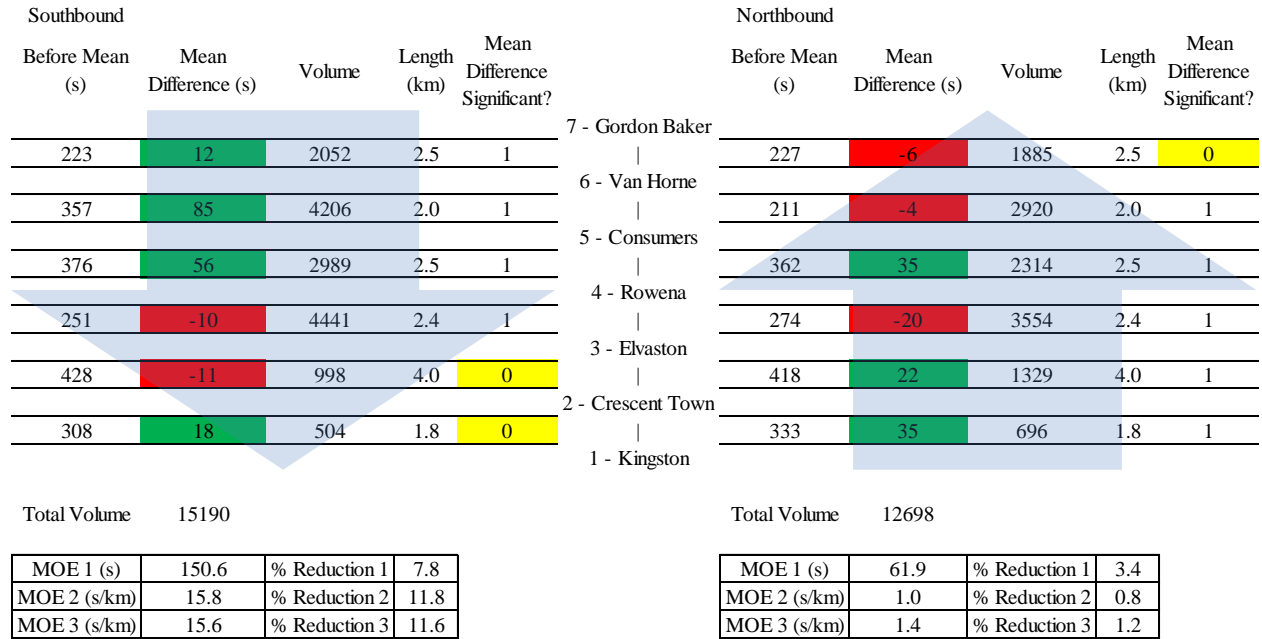 Southbound Northbound
Before Mean (s) Mean Difference (s) Volume Length (km) Mean Difference Significant? Before Mean (s) Mean Difference (s) Volume Length (km) Mean Difference Significant?
7 - Gordon Baker
223 12 2052 2.5 1 | 227 -6 1885 2.5 0
6 - Van Horne
357 85 4206 2.0 1 | 211 -4 2920 2.0 1
5 - Consumers
376 56 2989 2.5 1 | 362 35 2314 2.5 1
4 - Rowena
251 -10 4441 2.4 1 | 274 -20 3554 2.4 1
3 - Elvaston
428 -11 998 4.0 0 | 418 22 1329 4.0 1
2 - Crescent Town
308 18 504 1.8 0 | 333 35 696 1.8 1
1 - Kingston
Total Volume 15190 Total Volume 12698
MOE 1 (s) 150.6 % Reduction 1 7.8 MOE 1 (s) 61.9 % Reduction 1 3.4
MOE 2 (s/km) 15.8 % Reduction 2 11.8 MOE 2 (s/km) 1.0 % Reduction 2 0.8
MOE 3 (s/km) 15.6 % Reduction 3 11.6 MOE 3 (s/km) 1.4 % Reduction 3 1.2